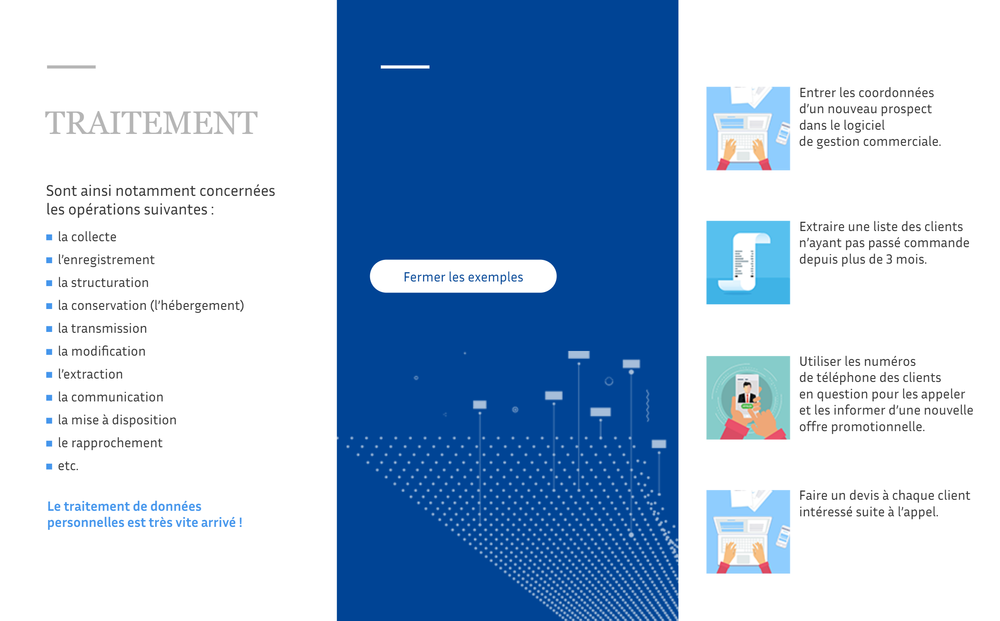 TRAITEMENT
Sont ainsi notamment concernées
les opérations suivantes :
la collecte
l’enregistrement
la structuration
la conservation (l’hébergement)
la transmission
la modification
l’extraction
la communication
la mise à disposition
le rapprochement
etc.
Le traitement de données
personnelles est très vite arrivé !
Fermer les exemples
Entrer les coordonnées
d’un nouveau prospect
dans le logiciel
de gestion commerciale.
Extraire une liste des clients
n’ayant pas passé commande
depuis plus de 3 mois.
Utiliser les numéros
de téléphone des clients
en question pour les appeler
et les informer d’une nouvelle
offre promotionnelle.
Faire un devis à chaque client
intéressé suite à l’appel.